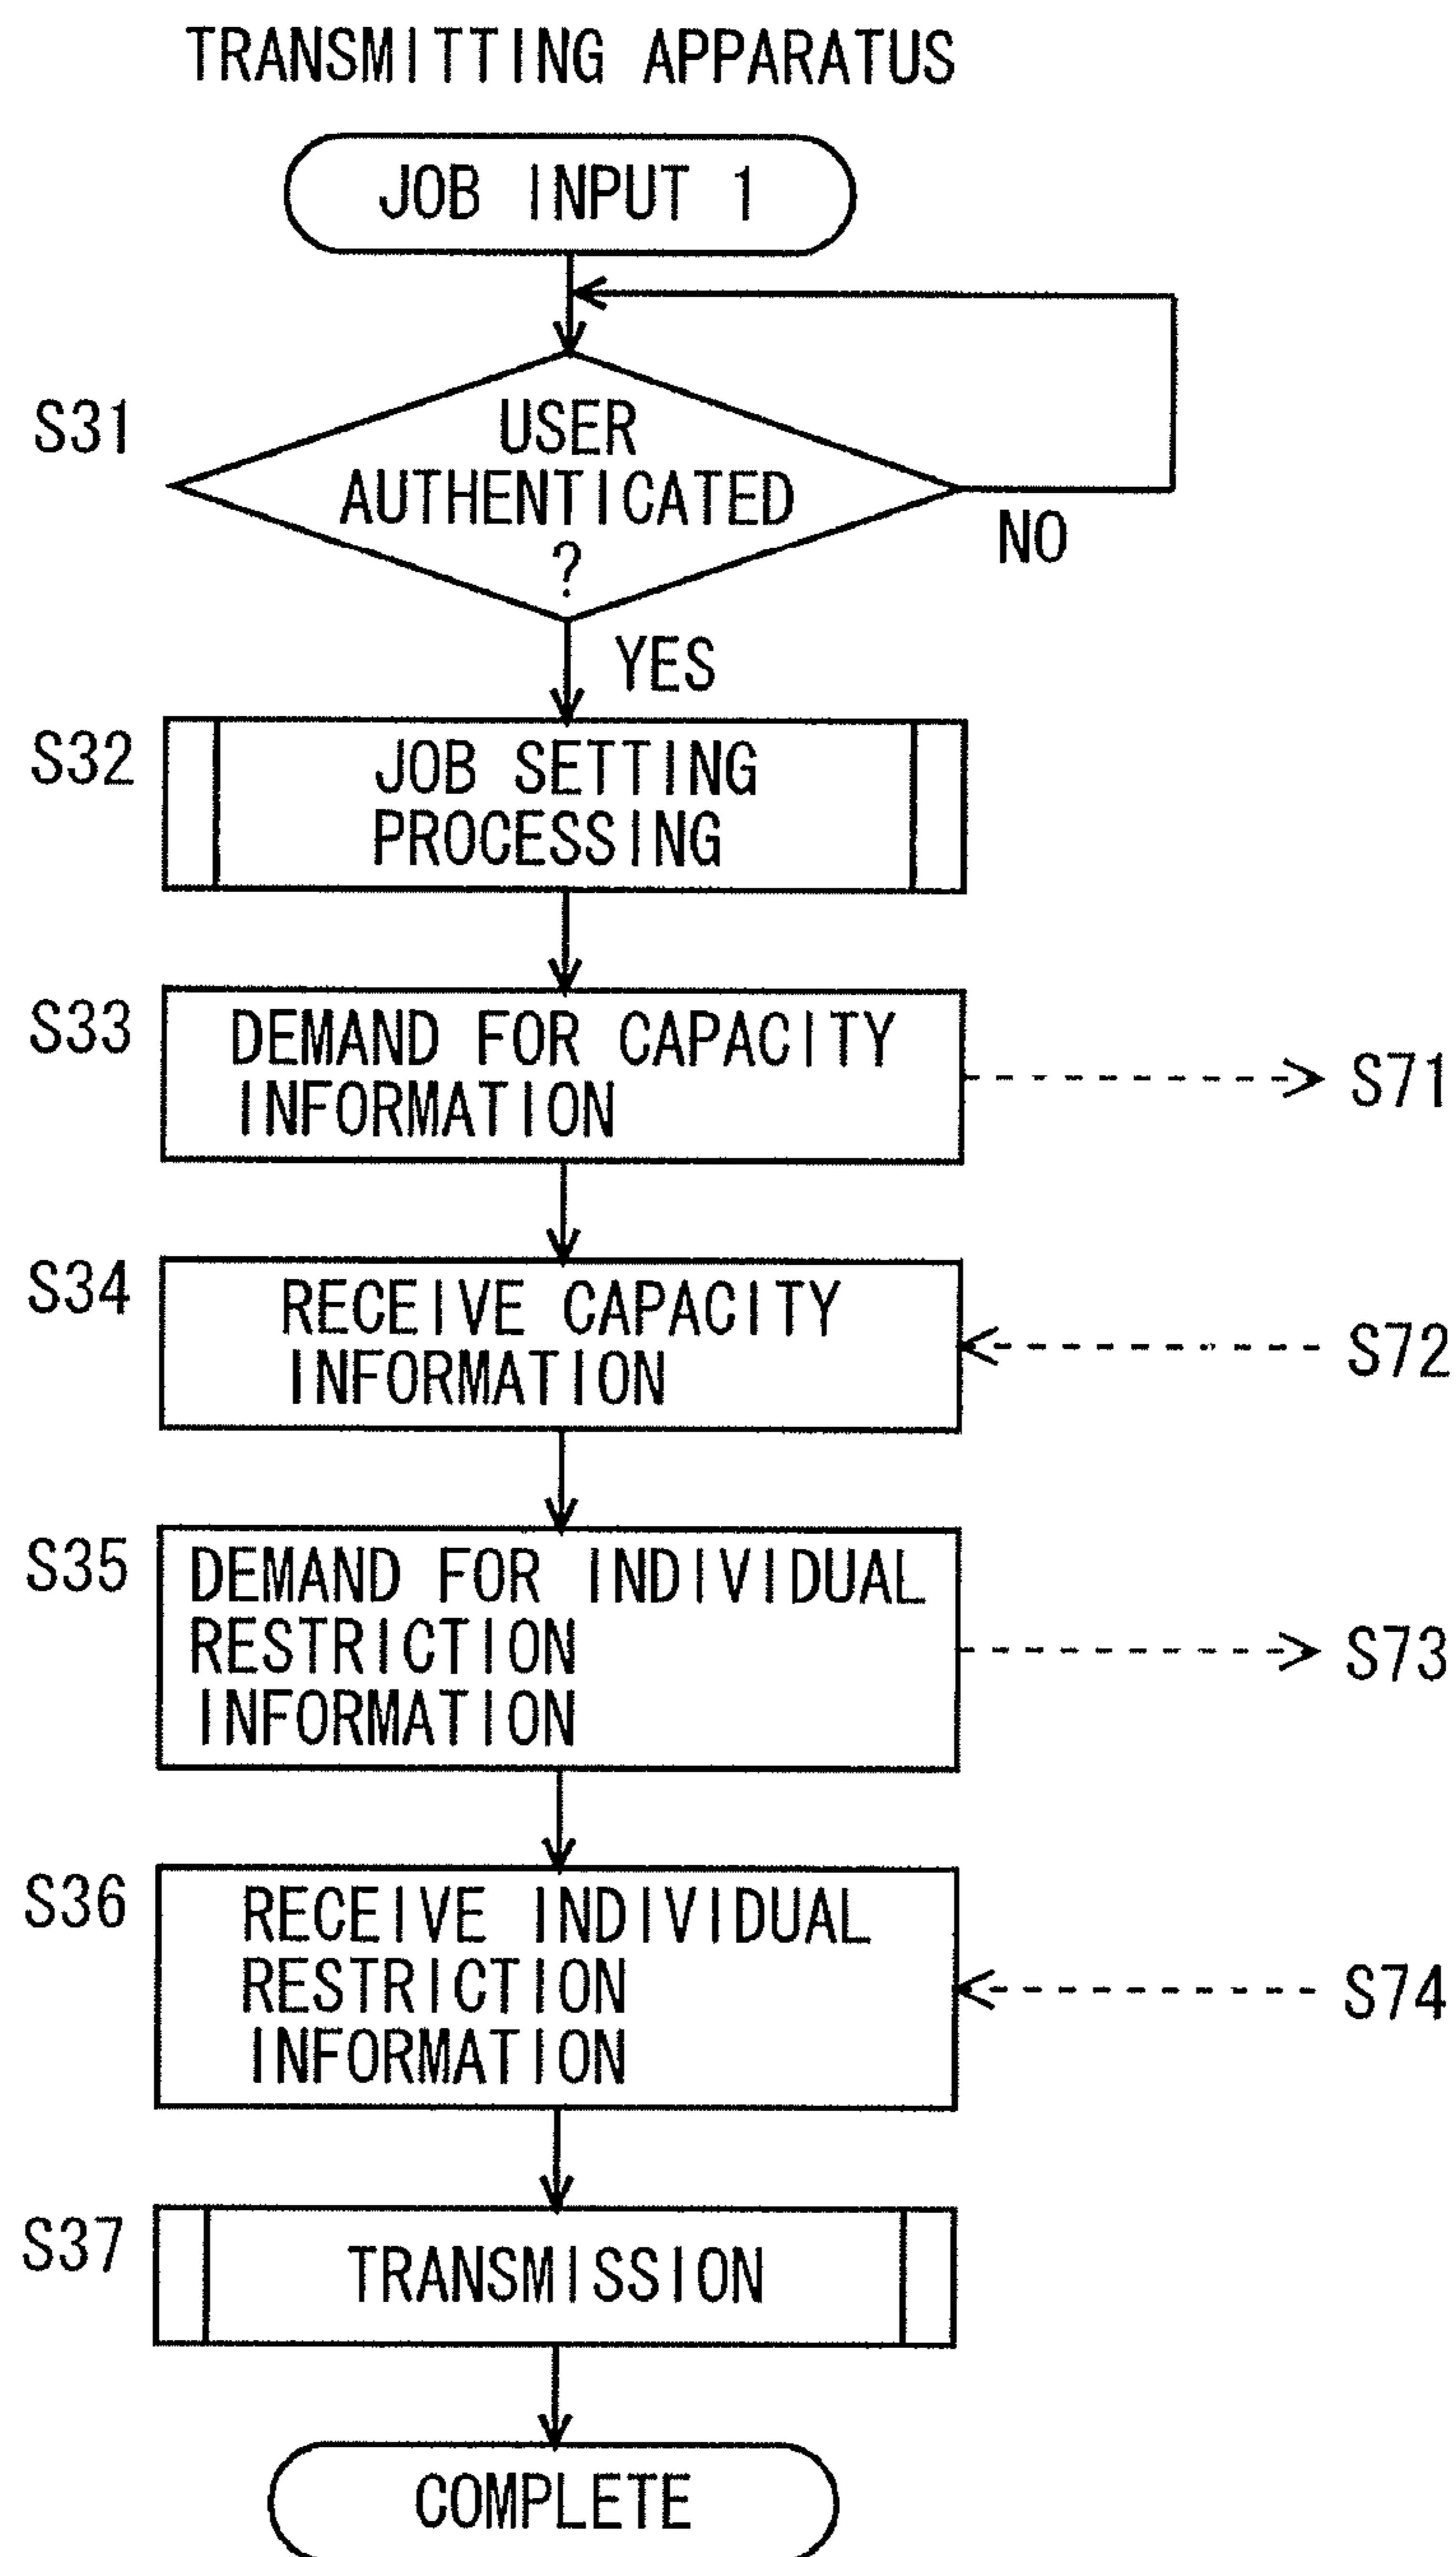 TRANSMITTING APPARATUS
JOB INPUT 1
S31
USER
AUTHENTICATED
?
NO
YES
S32
JOB SETTING
PROCESSING
S33
DEMAND FOR CAPACITY
INFORMATION
S71
S34
RECEIVE CAPACITY
INFORMATION
S72
S35
DEMAND FOR INDIVIDUAL
RESTRICTION
INFORMATION
S73
S36
RECEIVE INDIVIDUAL
RESTRICTION
INFORMATION
S74
S37
TRANSMISSION
COMPLETE